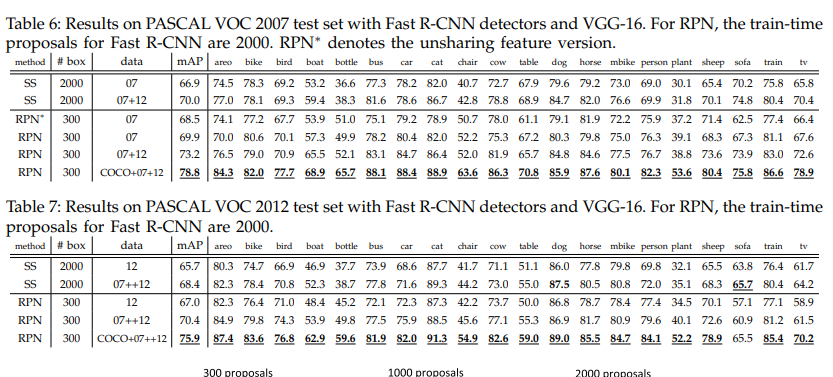 Table 6: Results on PASCAL VOC 2007 test set with Fast R-CNN detectors and VGG-16. For RPN, the train-time
proposals for Fast R-CNN are 2000. RPN* denotes the unsharing feature version.
method # box data mAP areo bike bird boat bottle bus car cat chair cow table dog horse mbike person plant sheep sofa train tv
SS 2000 07 66.9 74.5 78.3 69.2 53.2 36.6 77.3 78.2 82.0 40.7 72.7 67.9 79.6 79.2 73.0 69.0 30.1 65.4 70.2 75.8 65.8
SS 2000 07+12 70.0 77.0 78.1 69.3 59.4 38.3 81.6 78.6 86.7 42.8 78.8 68.9 84.7 82.0 76.6 69.9 31.8 70.1 74.8 80.4 70.4
RPN* 300 07 68.5 74.1 77.2 67.7 53.9 51.0 75.1 79.2 78.9 50.7 78.0 61.1 79.1 81.9 72.2 75.9 37.2 71.4 62.5 77.4 66.4
RPN 300 07 69.9 70.0 80.6 70.1 57.3 49.9 78.2 80.4 82.0 52.2 75.3 67.2 80.3 79.8 75.0 76.3 39.1 68.3 67.3 81.1 67.6
RPN 300 07+12 73.2 76.5 79.0 70.9 65.5 52.1 83.1 84.7 86.4 52.0 81.9 65.7 84.8 84.6 77.5 76.7 38.8 73.6 73.9 83.0 72.6
RPN 300 COCO+07+12 78.8 84.3 82.0 77.7 68.9 65.7 88.1 88.4 88.9 63.6 86.3 70.8 85.9 87.6 80.1 82.3 53.6 80.4 75.8 86.6 78.9
Table 7: Results on PASCAL VOC 2012 test set with Fast R-CNN detectors and VGG-16. For RPN, the train-time
proposals for Fast R-CNN are 2000.
method # box data mAP areo bike bird boat bottle bus car cat chair cow table dog horse mbike person plant sheep sofa train tv
SS 2000 12 65.7 80.3 74.7 66.9 46.9 37.7 73.9 68.6 87.7 41.7 71.1 51.1 86.0 77.8 79.8 69.8 32.1 65.5 63.8 76.4 61.7
SS 2000 07++12 68.4 82.3 78.4 70.8 52.3 38.7 77.8 71.6 89.3 44.2 73.0 55.0 87.5 80.5 80.8 72.0 35.1 68.3 65.7 80.4 64.2
RPN 300 12 67.0 82.3 76.4 71.0 48.4 45.2 72.1 72.3 87.3 42.2 73.7 50.0 86.8 78.7 78.4 77.4 34.5 70.1 57.1 77.1 58.9
RPN 300 07++12 70.4 84.9 79.8 74.3 53.9 49.8 77.5 75.9 88.5 45.6 77.1 55.3 86.9 81.7 80.9 79.6 40.1 72.6 60.9 81.2 61.5
RPN 300 COCO+07++12 75.9 87.4 83.6 76.8 62.9 59.6 81.9 82.0 91.3 54.9 82.6 59.0 89.0 85.5 84.7 84.1 52.2 78.9 65.5 85.4 70.2
300 proposals 1000 proposals 2000 proposals